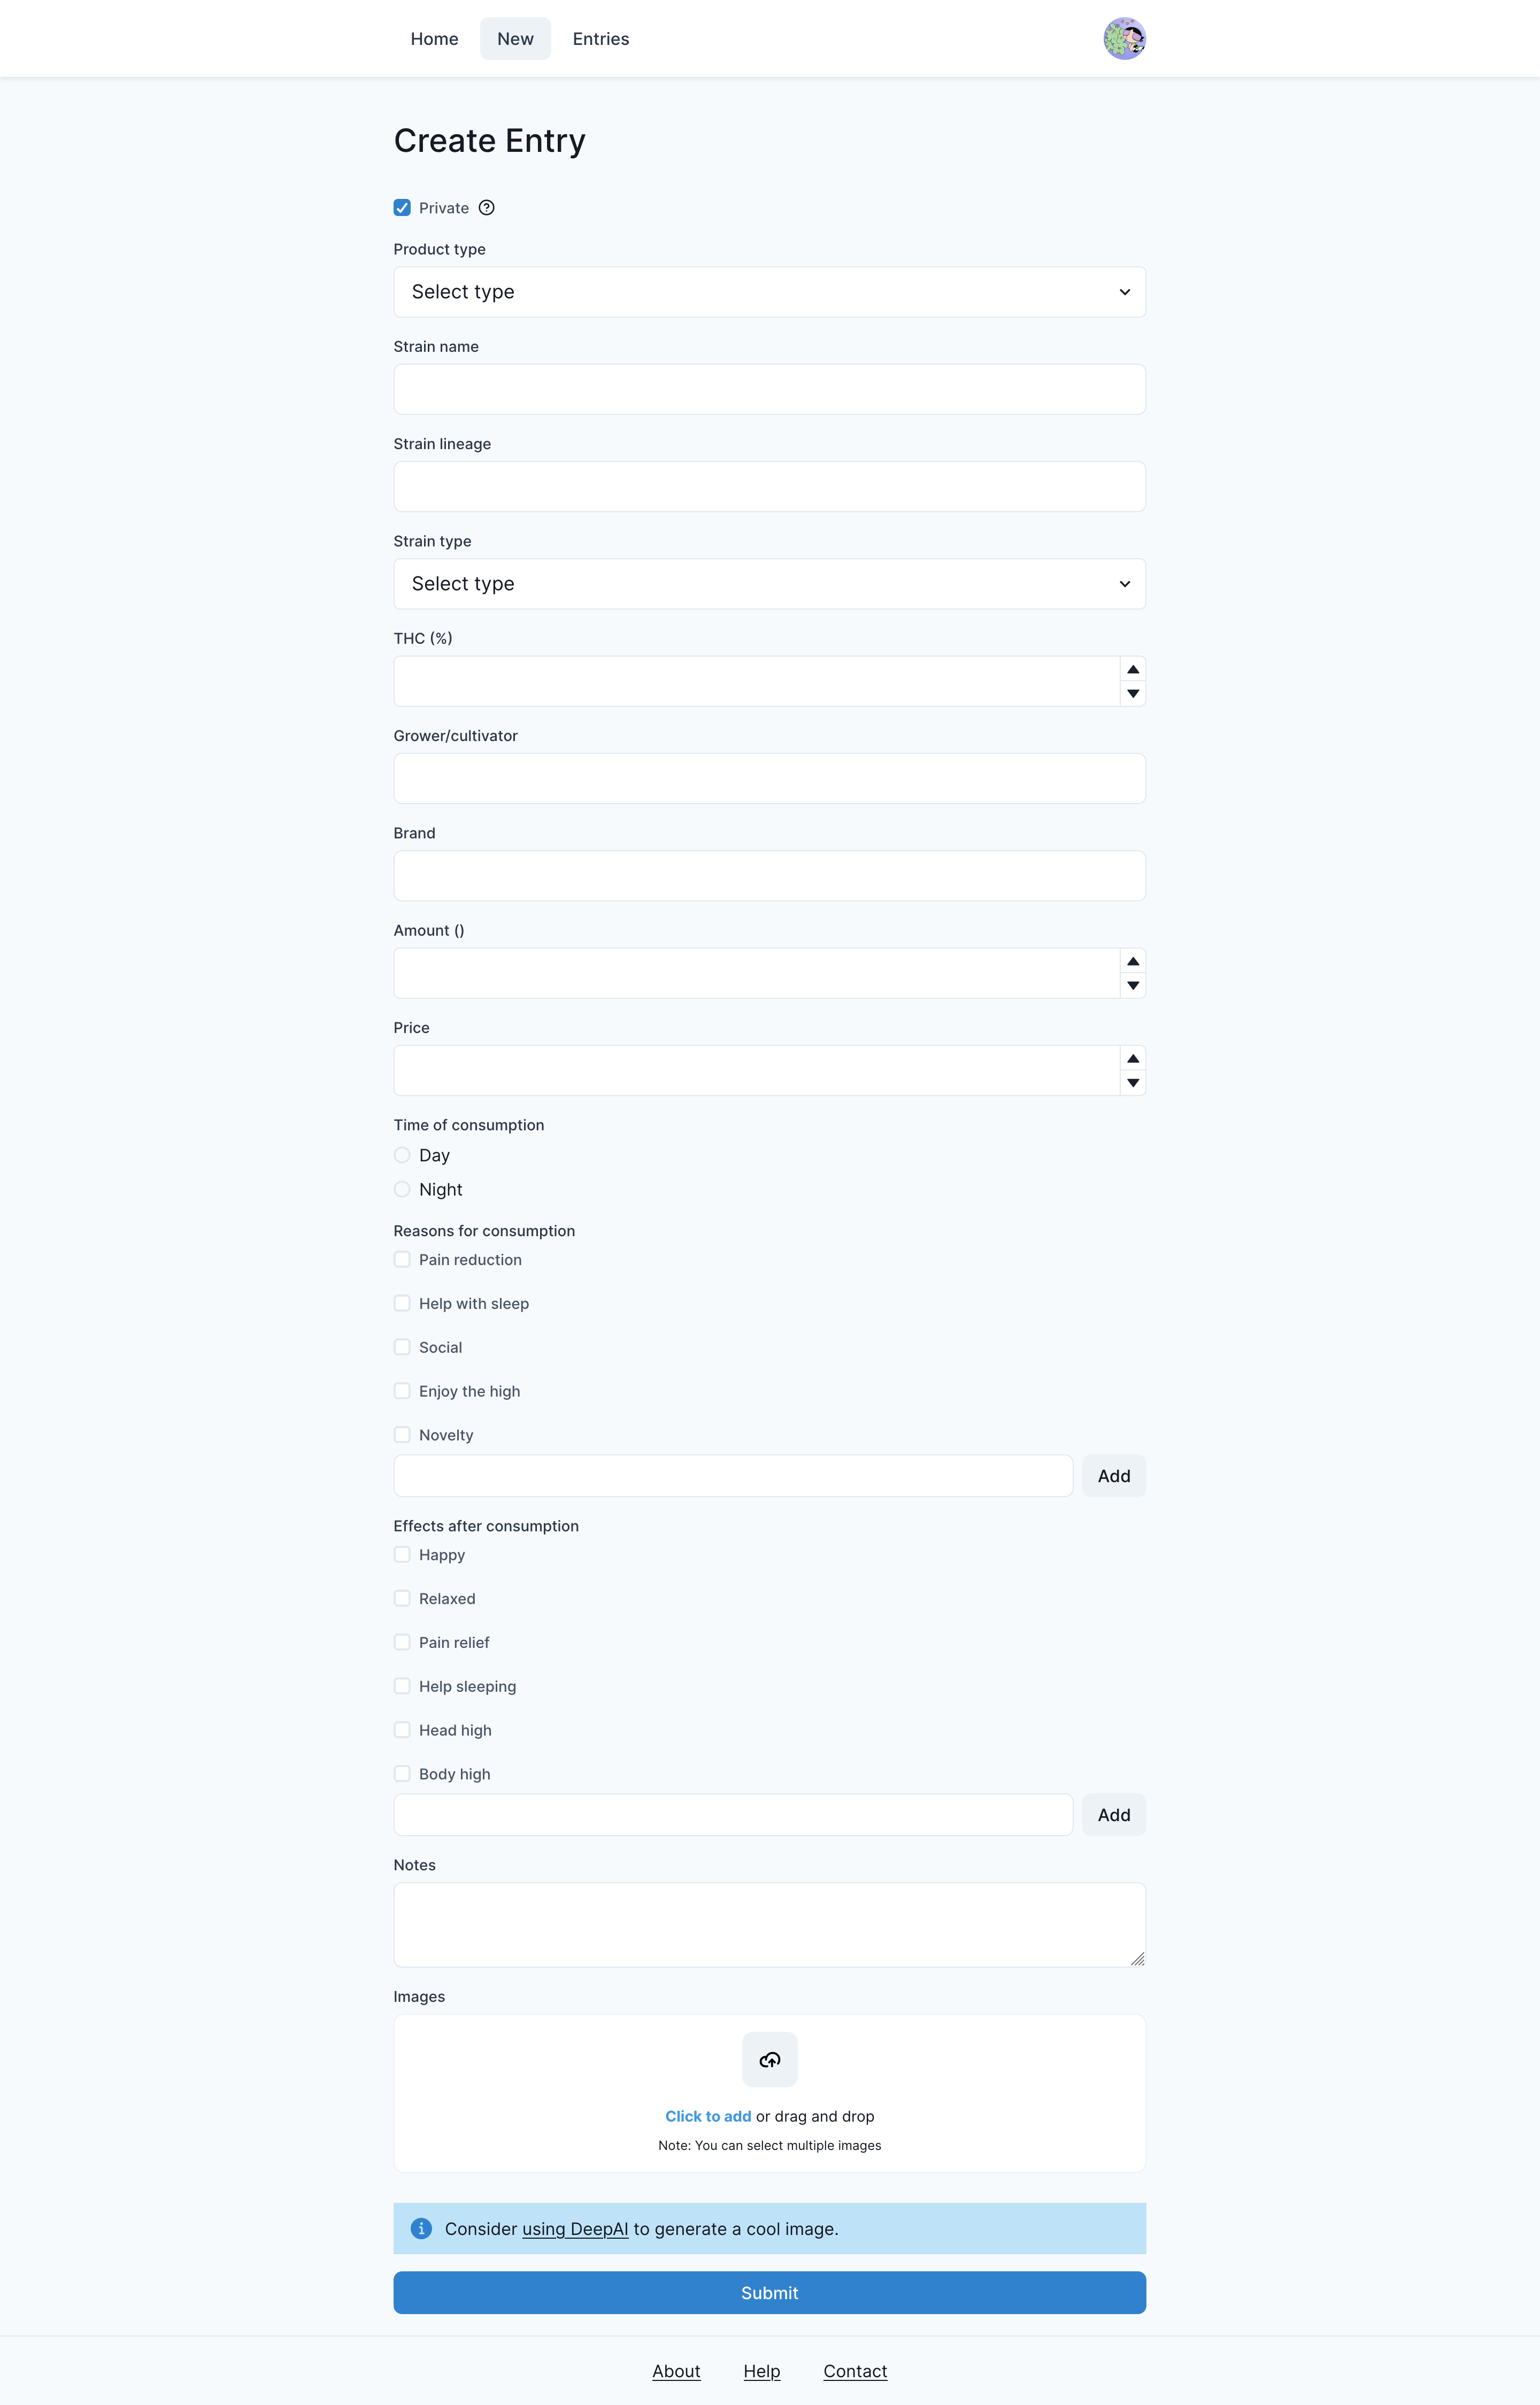 Home New Entries
Create Entry
Private
Product type
Select type
Strain name
Strain lineage
Strain type
Select type
THC (%)
Grower/cultivator
Brand
Amount ()
Price
Time of consumption
Day
Night
Reasons for consumption
Pain reduction
Help with sleep
Social
Enjoy the high
Novelty
Add
Effects after consumption
Happy
Relaxed
Pain relief
Help sleeping
Head high
Body high
Add
Notes
Images
Click to add or drag and drop
Note: You can select multiple images
Consider using DeepAI to generate a cool image.
Submit
About Help Contact